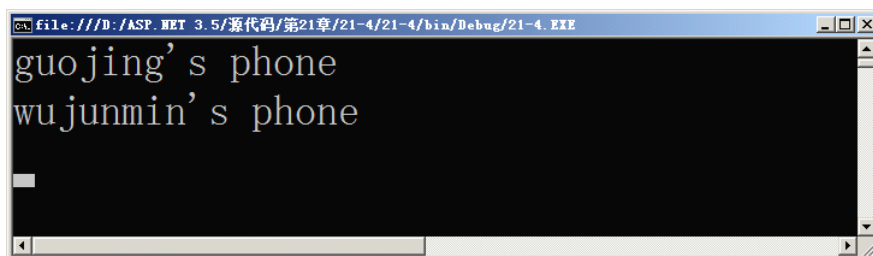 file:///D:/ASP.NET 3.5/源代码/第21章/21-4/21-4/bin/Debug/21-4.EXE
guojing's phone
wujunmin's phone